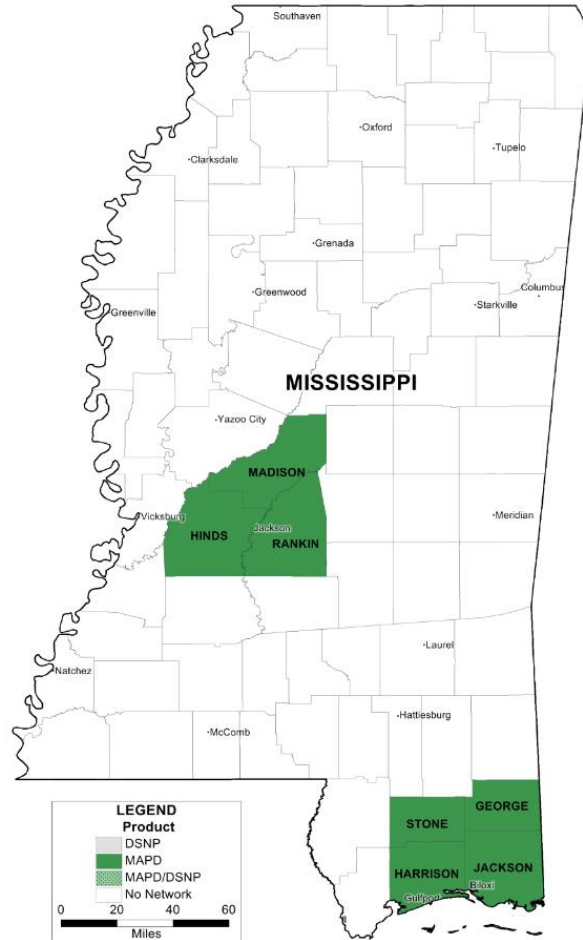 Southaven
Oxford
Tupelo
Clarksdale
Grenada
Columbus
Greenwood
Starkville
Greenville
MISSISSIPPI
Yazoo City
MADISON
Vicksburg
Meridian
Jackson
HINDS
RANKIN
Laurel
Natchez
Hattiesburg
McComb
LEGEND
Product
DSNP
MAPD
MAPD/DSNP
No Network
0 20 40 60
Miles
GEORGE
STONE
HARRISON
JACKSON
Biloxi
Gulfport